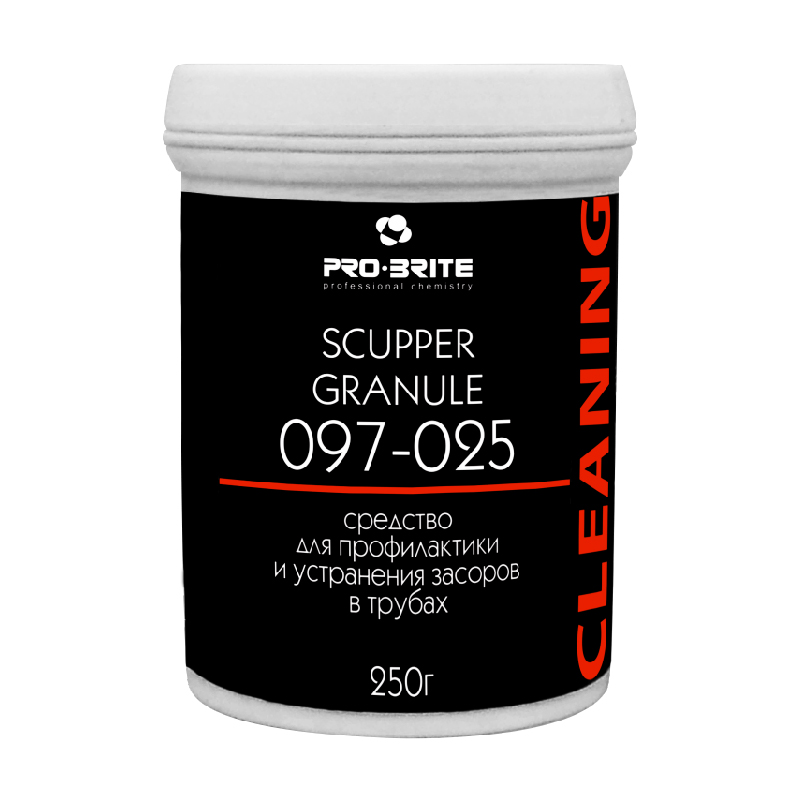 PRO·BRITE
professional chemistry
SCUPPER
GRANULE
097-025
средство
для профилактики
и устранения засоров
в трубах
250г
CLEANING